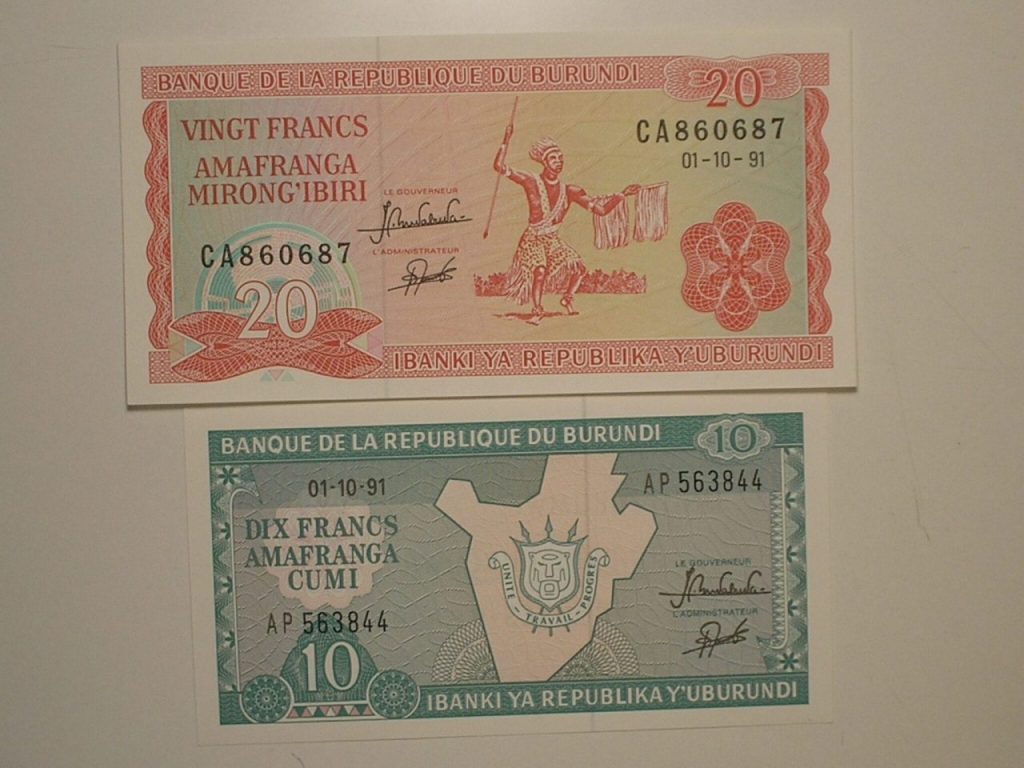 BANQUE DE LA REPUBLIQUE DU BURUNDI
20
VINGT FRANCS
AMAFRANGA
MIRONG'IBIRI
CA860687
01-10-91
LE GOUVERNEUR
L'ADMINISTRATEUR
CA860687
20
IBANKI YA REPUBLIKA Y'UBURUNDI
BANQUE DE LA REPUBLIQUE DU BURUNDI
10
01-10-91
AP 563844
DIX FRANCS
AMAFRANGA
CUMI
UNITE - TRAVAIL - PROGRES
LE GOUVERNEUR
L'ADMINISTRATEUR
AP 563844
10
IBANKI YA REPUBLIKA Y'UBURUNDI